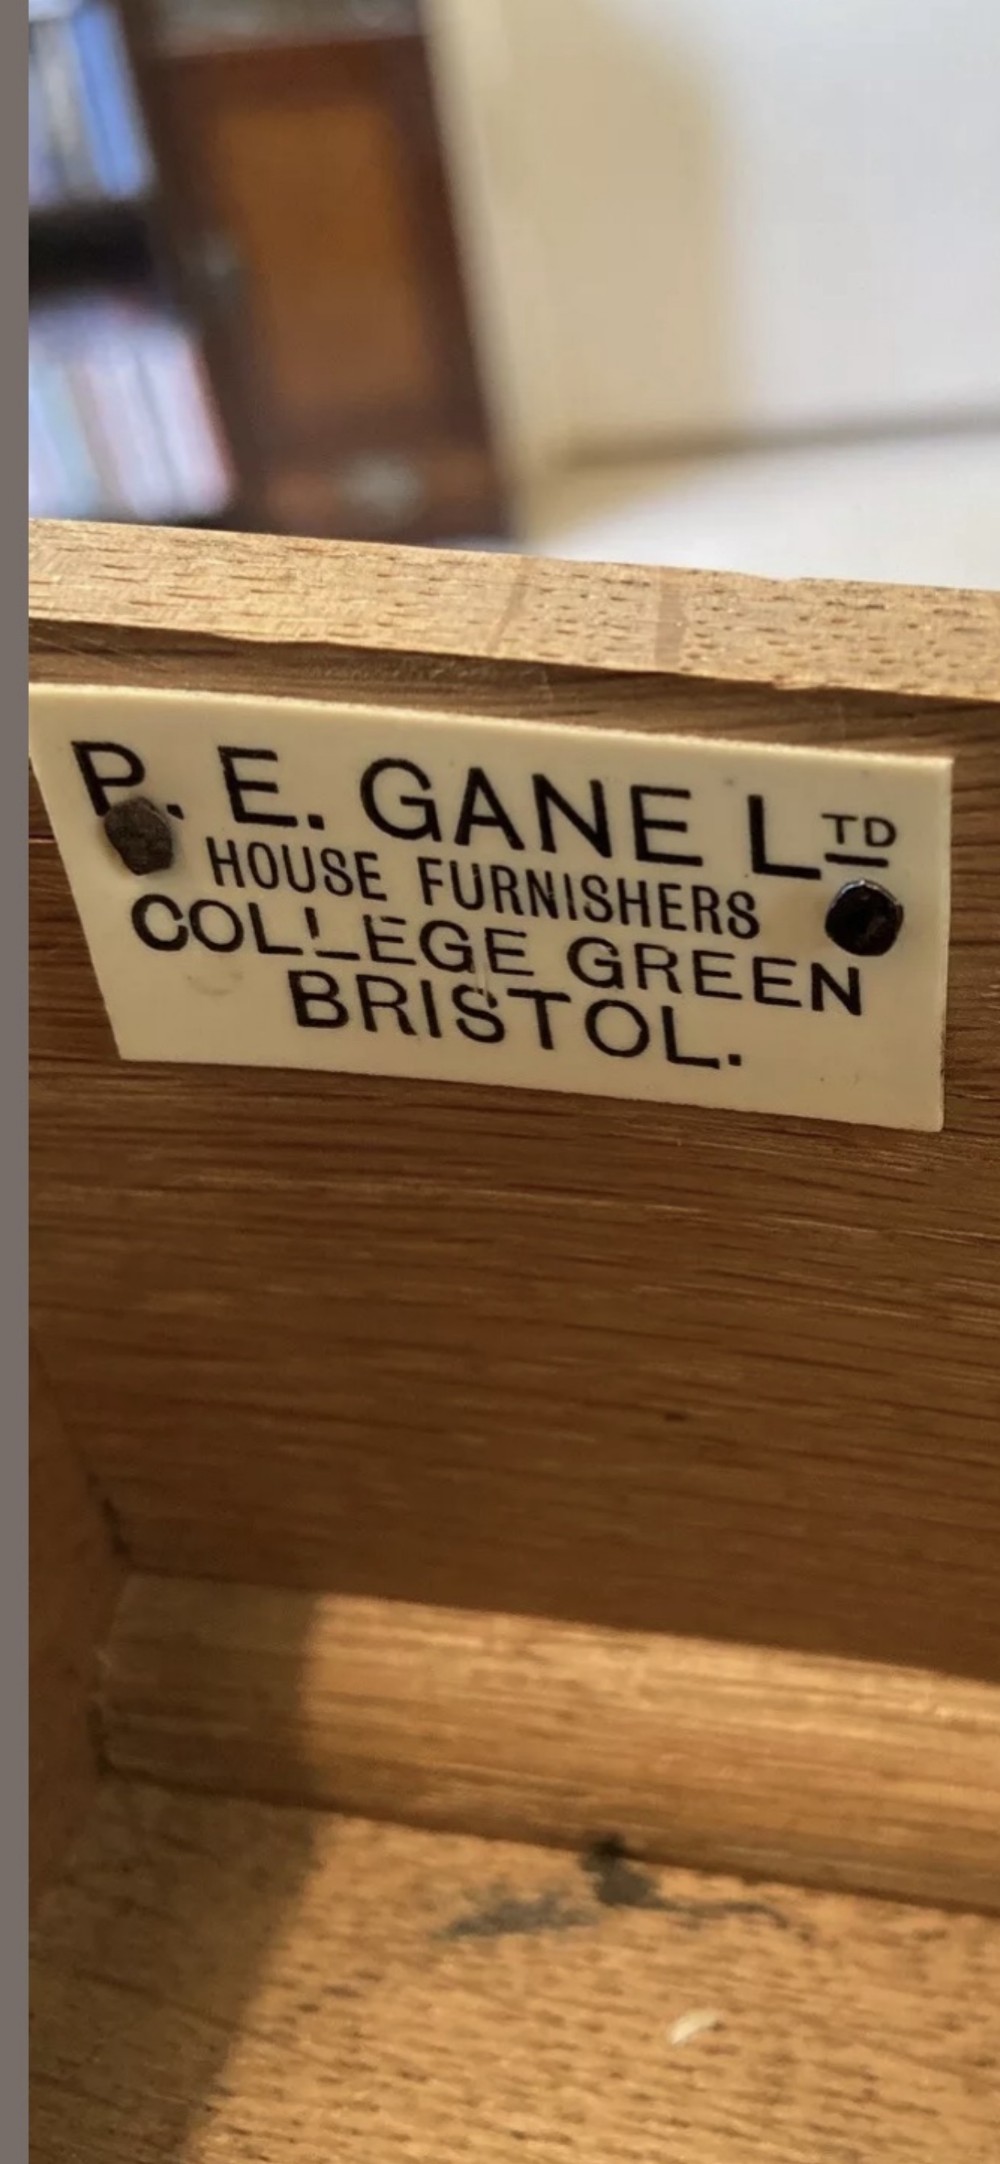 P. E. GANE LTD
HOUSE FURNISHERS
COLLEGE GREEN
BRISTOL.